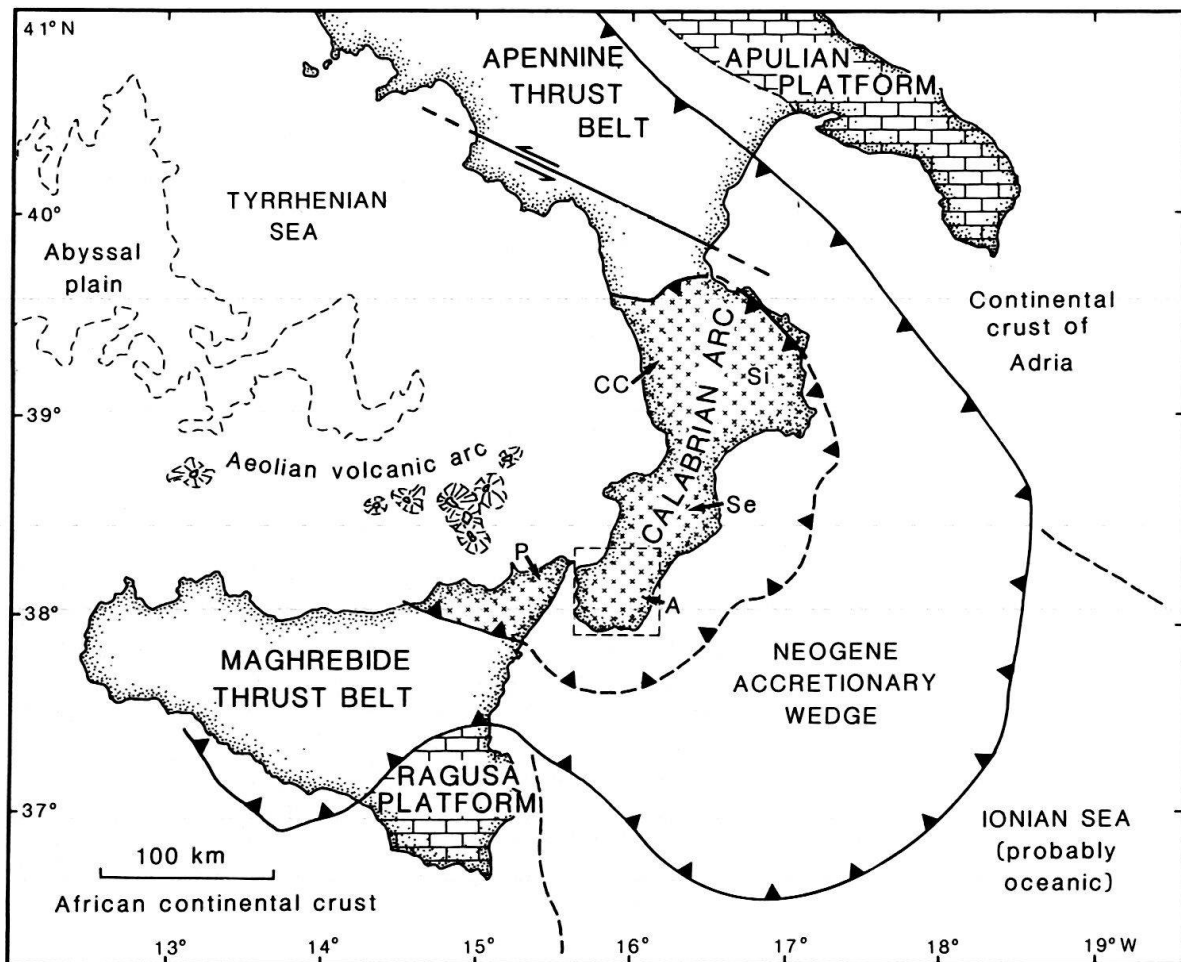 41°N
APENNINE
THRUST
BELT
APULIAN
PLATFORM
TYRRHENIAN
SEA
40°
Abyssal
plain
Continental
crust of
Adria
CC
CALABRIAN ARC
Si
39°
Aeolian volcanic arc
Se
P
A
38°
MAGHREBIDE
THRUST BELT
NEOGENE
ACCRETIONARY
WEDGE
RAGUSA
PLATFORM
37°
IONIAN SEA
(probably
oceanic)
100 km
African continental crust
13° 14° 15° 16° 17° 18° 19°W